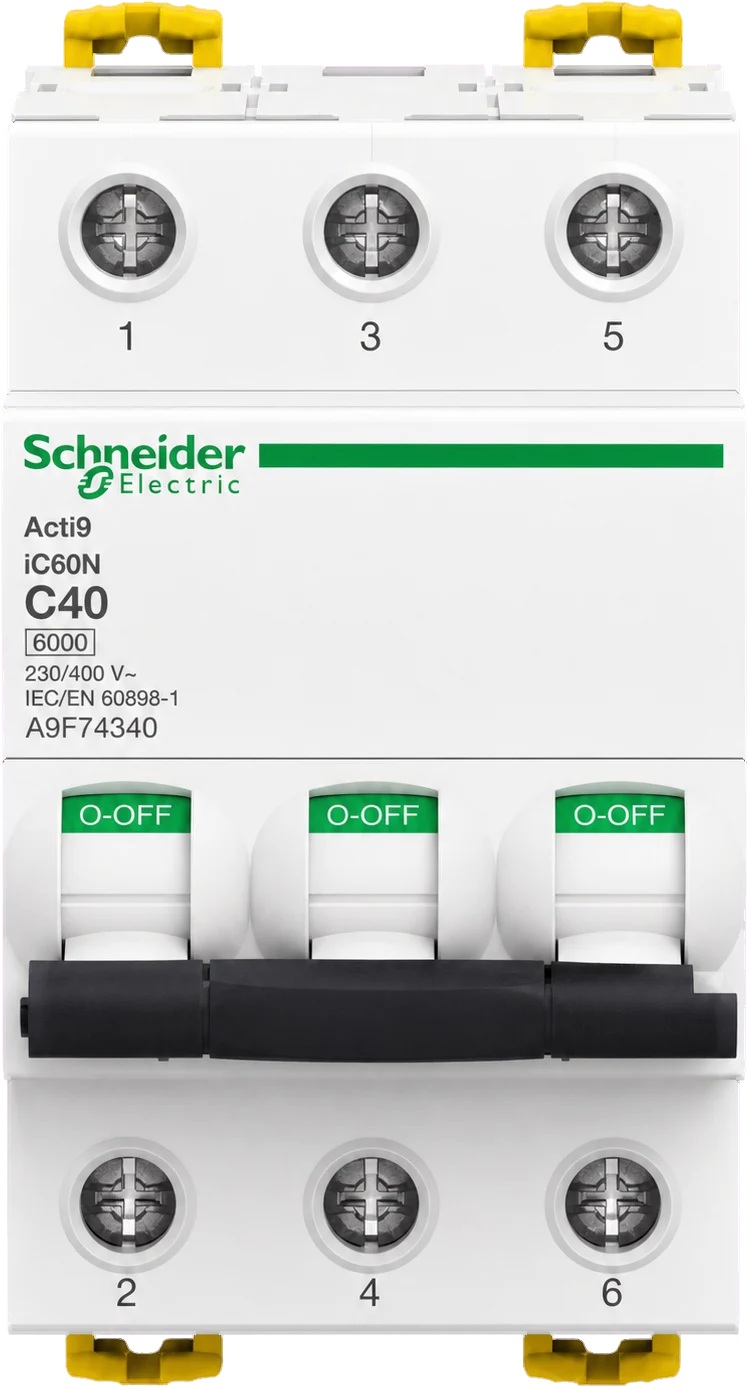 1 3 5
Schneider
Electric
Acti9
iC60N
C40
6000
230/400 V~
IEC/EN 60898-1
A9F74340
O-OFF O-OFF O-OFF
2 4 6